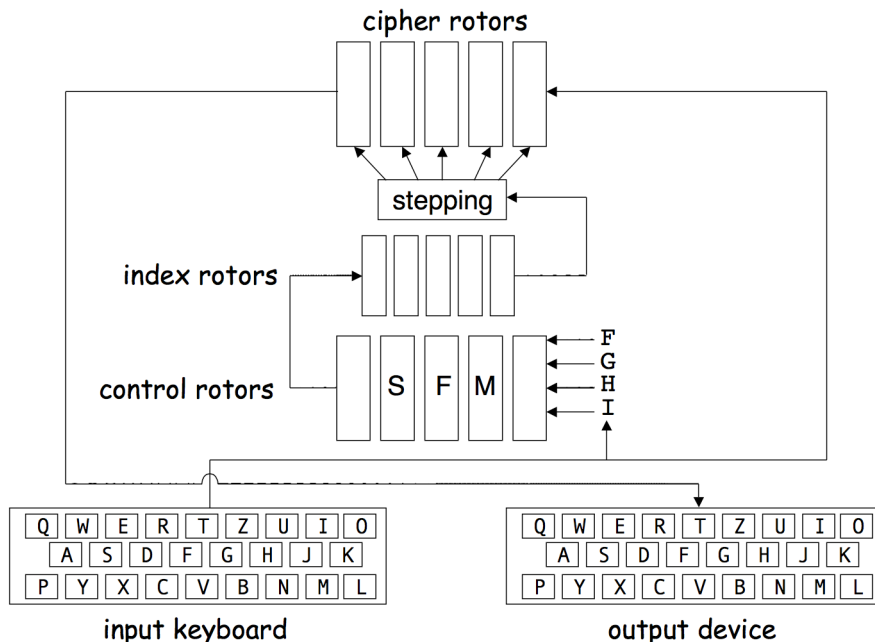 cipher rotors
stepping
index rotors
F
G
control rotors S F M H
I
Q W E R T Z U I O
A S D F G H J K
P Y X C V B N M L
input keyboard
Q W E R T Z U I O
A S D F G H J K
P Y X C V B N M L
output device